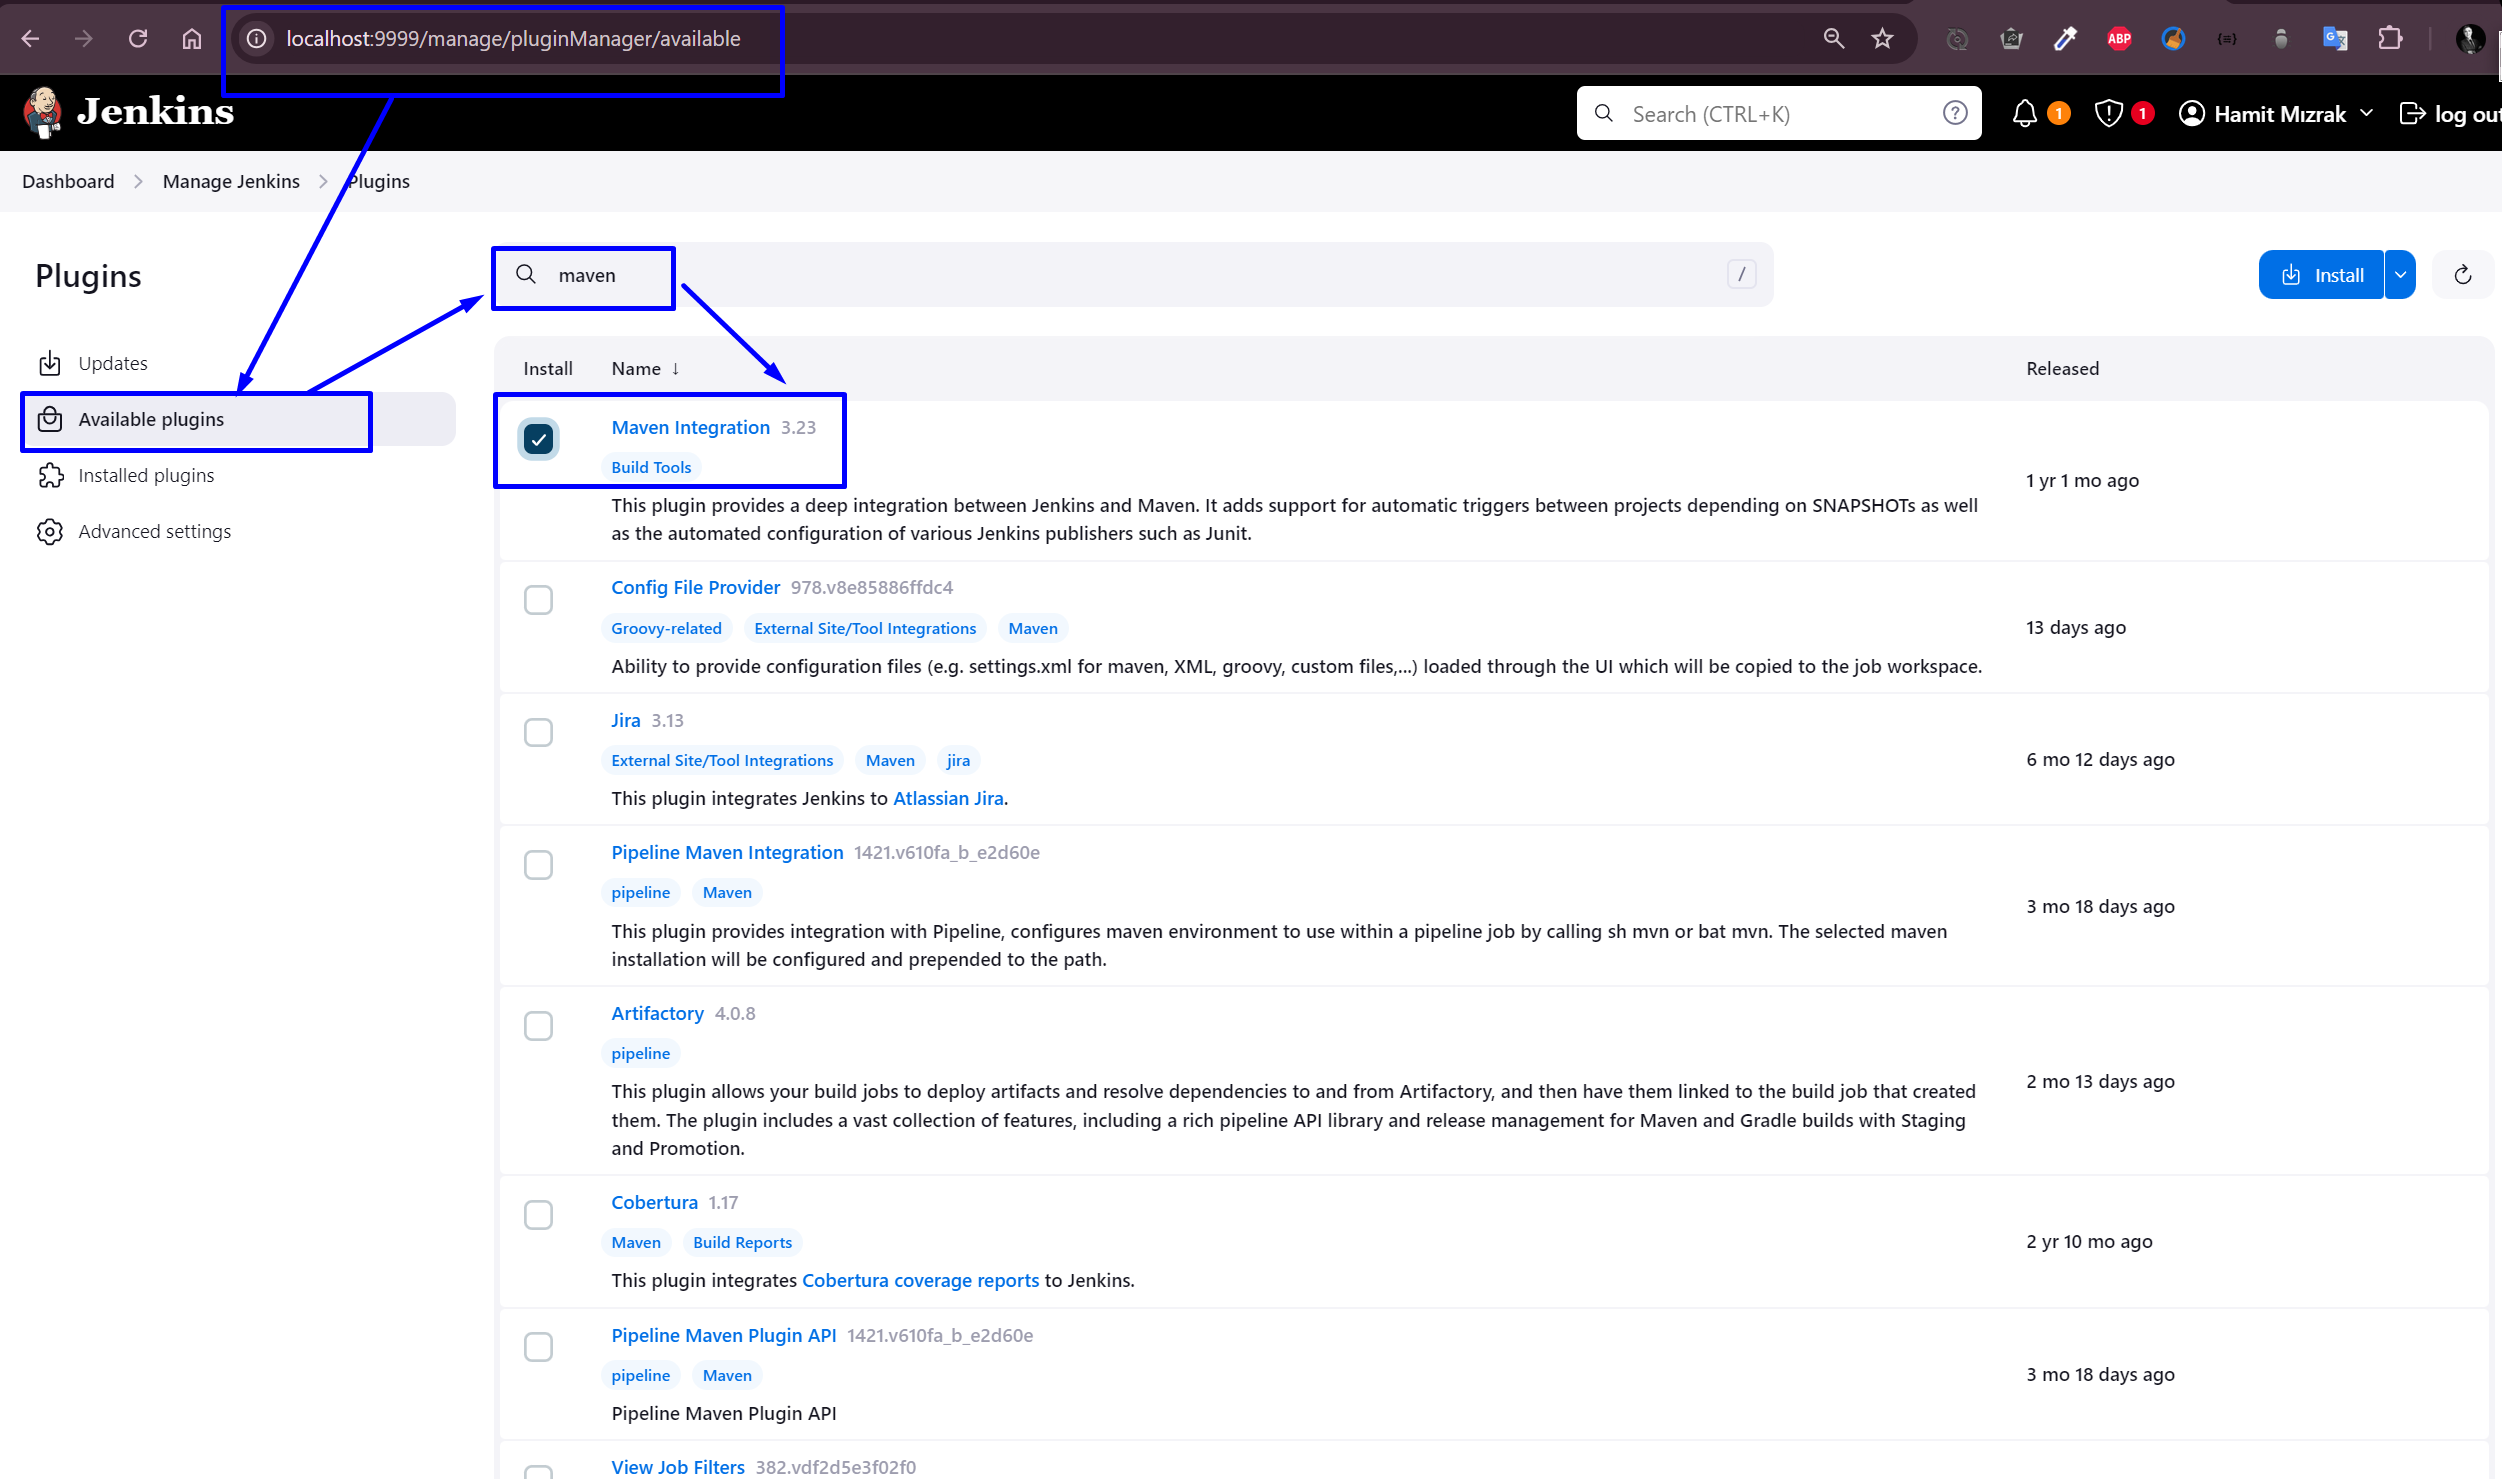 localhost:9999/manage/pluginManager/available
ABP
Jenkins
Search (CTRL+K)
1
1
Hamit Mızrak
log out
Dashboard
Manage Jenkins
Plugins
Plugins
maven
/
Install
Updates
Available plugins
Installed plugins
Advanced settings
Install
Name ↓
Released
Maven Integration 3.23
Build Tools
This plugin provides a deep integration between Jenkins and Maven. It adds support for automatic triggers between projects depending on SNAPSHOTs as well
as the automated configuration of various Jenkins publishers such as Junit.
1 yr 1 mo ago
Config File Provider 978.v8e85886ffdc4
Groovy-related External Site/Tool Integrations Maven
Ability to provide configuration files (e.g. settings.xml for maven, XML, groovy, custom files,...) loaded through the UI which will be copied to the job workspace.
13 days ago
Jira 3.13
External Site/Tool Integrations Maven jira
This plugin integrates Jenkins to Atlassian Jira.
6 mo 12 days ago
Pipeline Maven Integration 1421.v610fa_b_e2d60e
pipeline Maven
This plugin provides integration with Pipeline, configures maven environment to use within a pipeline job by calling sh mvn or bat mvn. The selected maven
installation will be configured and prepended to the path.
3 mo 18 days ago
Artifactory 4.0.8
pipeline
This plugin allows your build jobs to deploy artifacts and resolve dependencies to and from Artifactory, and then have them linked to the build job that created
them. The plugin includes a vast collection of features, including a rich pipeline API library and release management for Maven and Gradle builds with Staging
and Promotion.
2 mo 13 days ago
Cobertura 1.17
Maven Build Reports
This plugin integrates Cobertura coverage reports to Jenkins.
2 yr 10 mo ago
Pipeline Maven Plugin API 1421.v610fa_b_e2d60e
pipeline Maven
Pipeline Maven Plugin API
3 mo 18 days ago
View Job Filters 382.vdf2d5e3f02f0